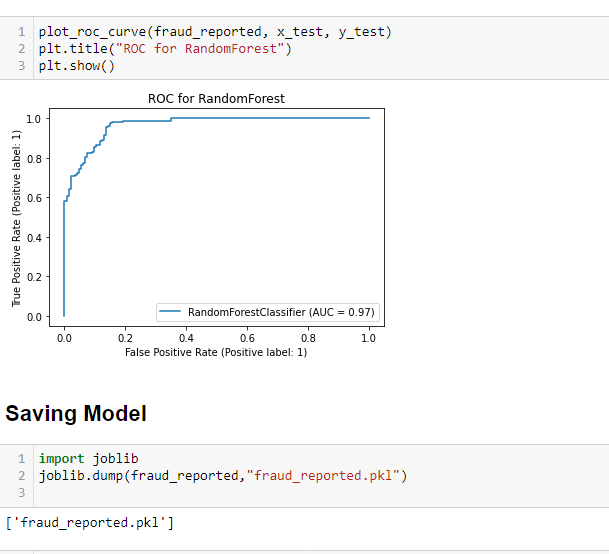 1 plot_roc_curve(fraud_reported, x_test, y_test)
2 plt.title("ROC for RandomForest")
3 plt.show()
ROC for RandomForest
True Positive Rate (Positive label: 1)
1.0
0.8
0.6
0.4
0.2
0.0
RandomForestClassifier (AUC = 0.97)
0.0 0.2 0.4 0.6 0.8 1.0
False Positive Rate (Positive label: 1)
Saving Model
1 import joblib
2 joblib.dump(fraud_reported,"fraud_reported.pkl")
3
['fraud_reported.pkl']